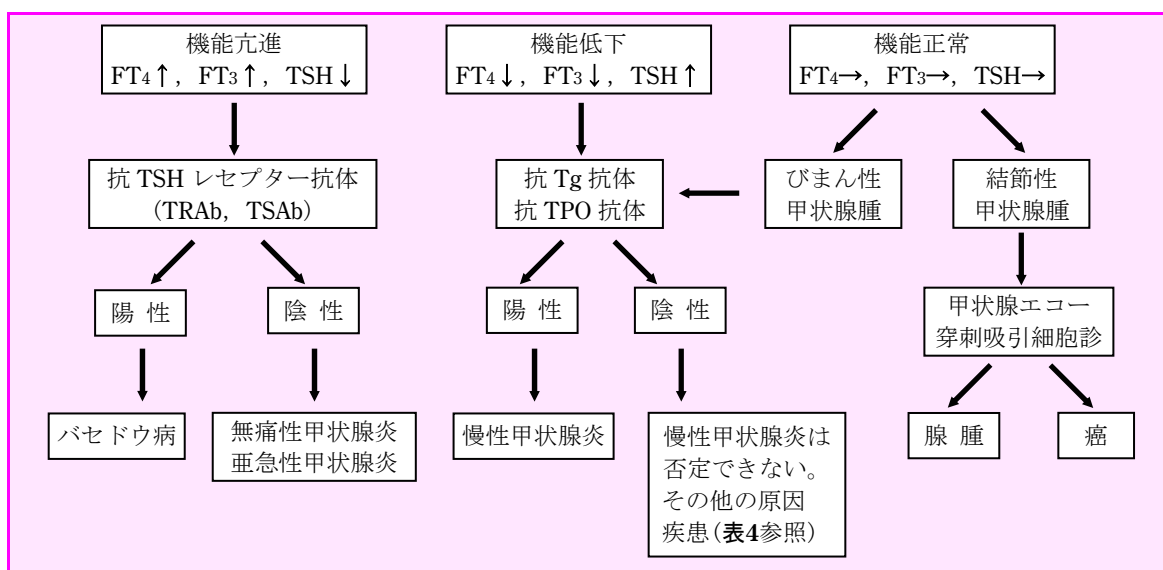 機能亢進
FT4↑, FT3↑, TSH↓
機能低下
FT4↓, FT3↓, TSH↑
機能正常
FT4→, FT3→, TSH→
抗 TSH レセプター抗体
(TRAb, TSAb)
抗 Tg 抗体
抗 TPO 抗体
びまん性
甲状腺腫
結節性
甲状腺腫
陽 性
陰 性
陽 性
陰 性
甲状腺エコー
穿刺吸引細胞診
バセドウ病
無痛性甲状腺炎
亜急性甲状腺炎
慢性甲状腺炎
慢性甲状腺炎は
否定できない。
その他の原因
疾患(表4参照)
腺 腫
癌